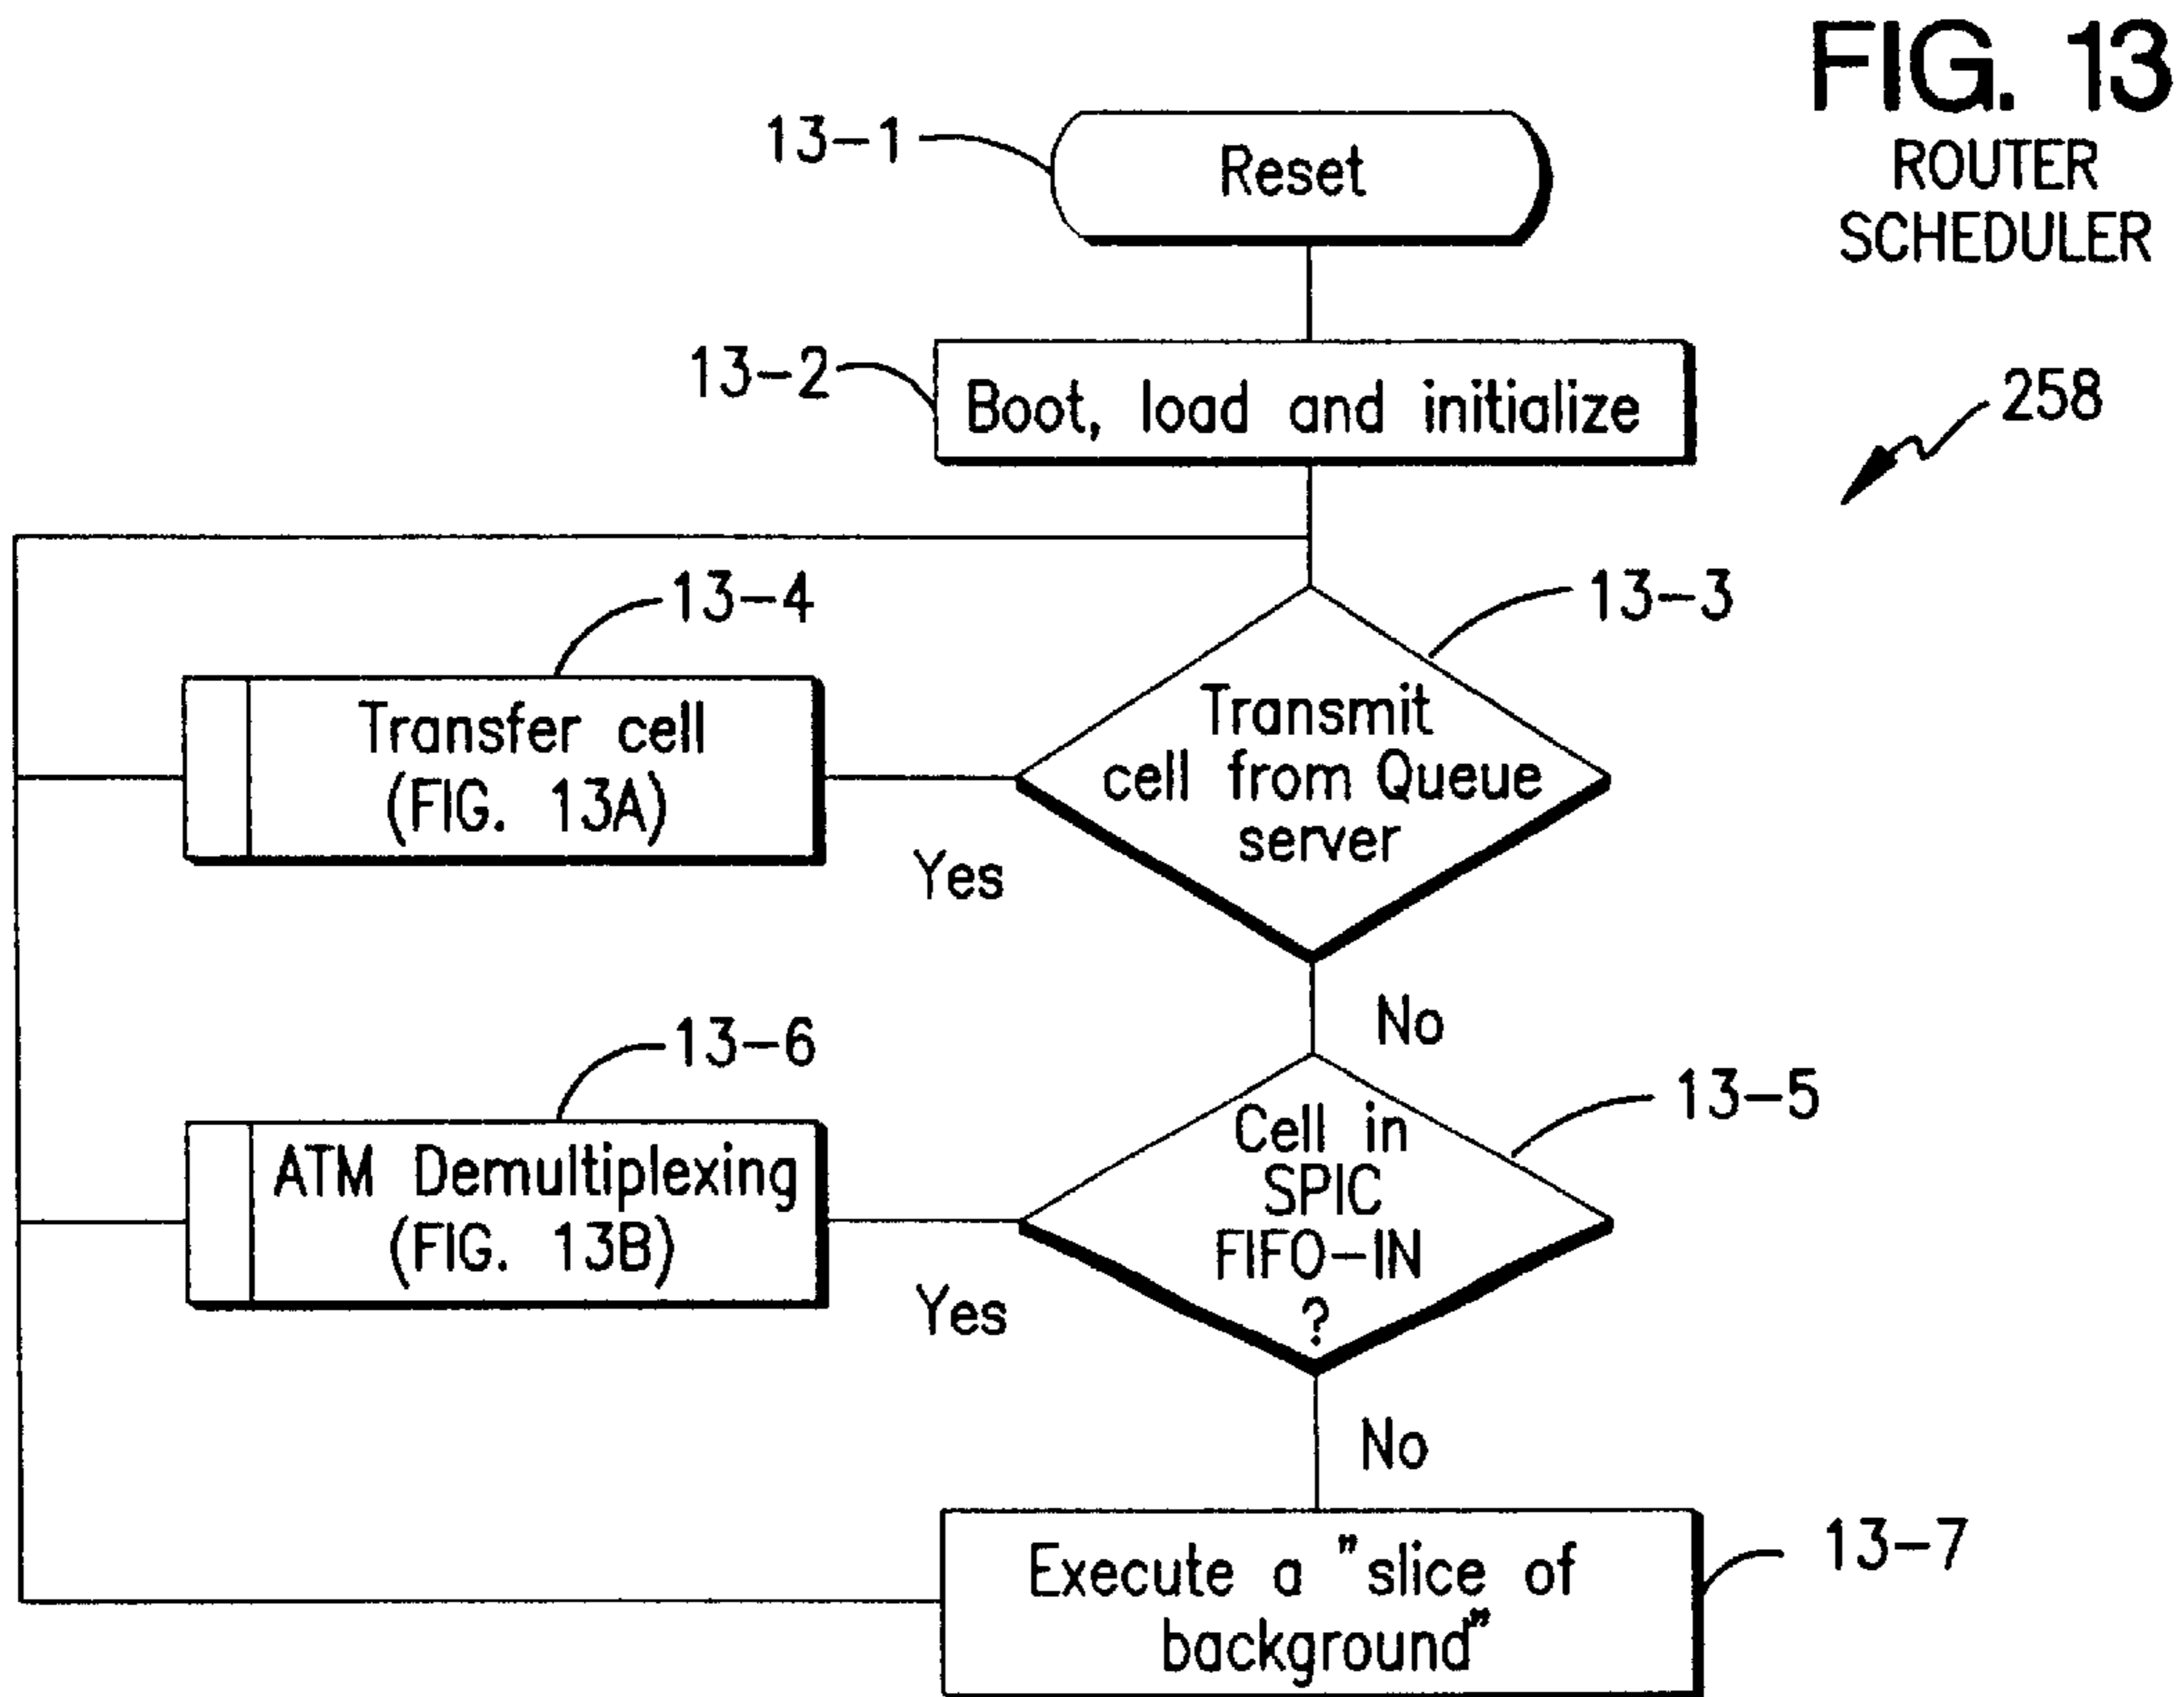 FIG. 13
ROUTER
SCHEDULER
13-1
Reset
13-2
Boot, load and initialize
258
13-4
13-3
Transfer cell
(FIG. 13A)
Transmit
cell from Queue
server
Yes
No
13-6
13-5
ATM Demultiplexing
(FIG. 13B)
Cell in
SPIC
FIFO-IN
?
Yes
No
13-7
Execute a "slice of
background"